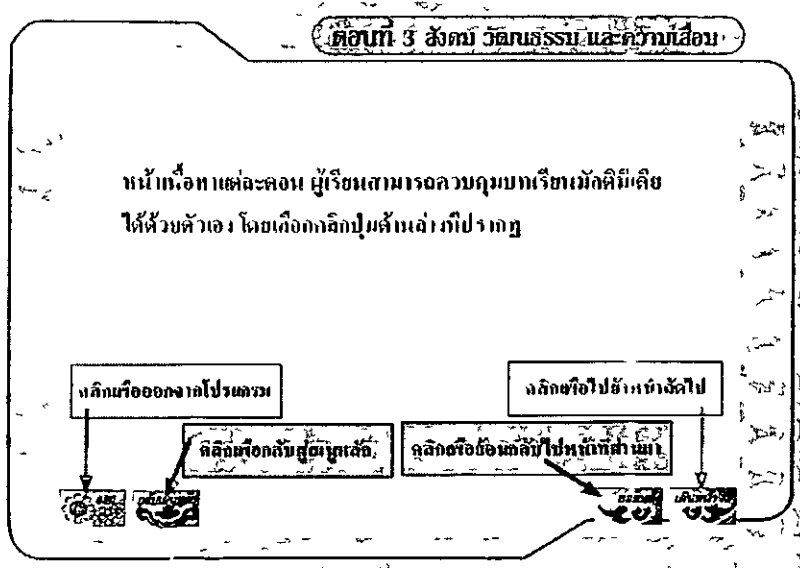 ตอนที่ 3 สังคม วัฒนธรรม และความเสื่อม
หน้าเนื้อหาแต่ละตอน ผู้เรียนสามารถควบคุมบทเรียนมัลติมีเดีย
ได้ด้วยตัวเอง โดยเลือกคลิกปุ่มด้านล่างที่ปรากฏ
คลิกเพื่อออกจากโปรแกรม
คลิกเพื่อไปยังหน้าถัดไป
คลิกเพื่อกลับสู่เมนูหลัก
คลิกเพื่อย้อนกลับไปหน้าที่ผ่านมา